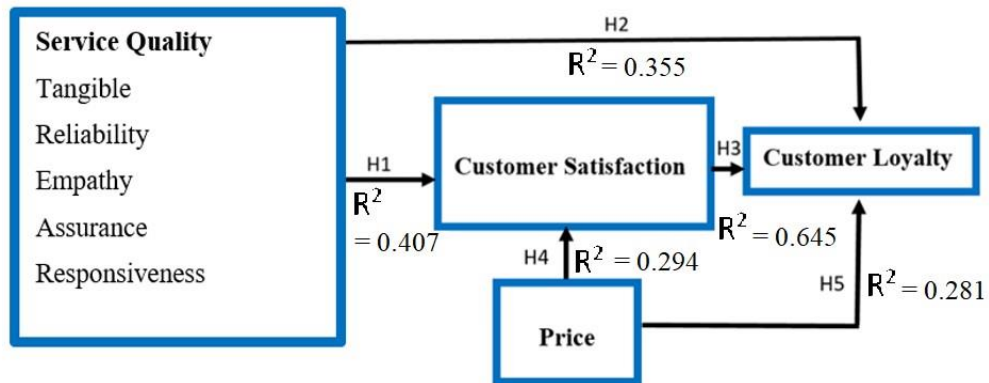 Service Quality
Tangible
Reliability
Empathy
Assurance
Responsiveness
H2
R² = 0.355
H1
R²
= 0.407
Customer Satisfaction
H3
R² = 0.645
Customer Loyalty
H4
R² = 0.294
Price
H5
R² = 0.281